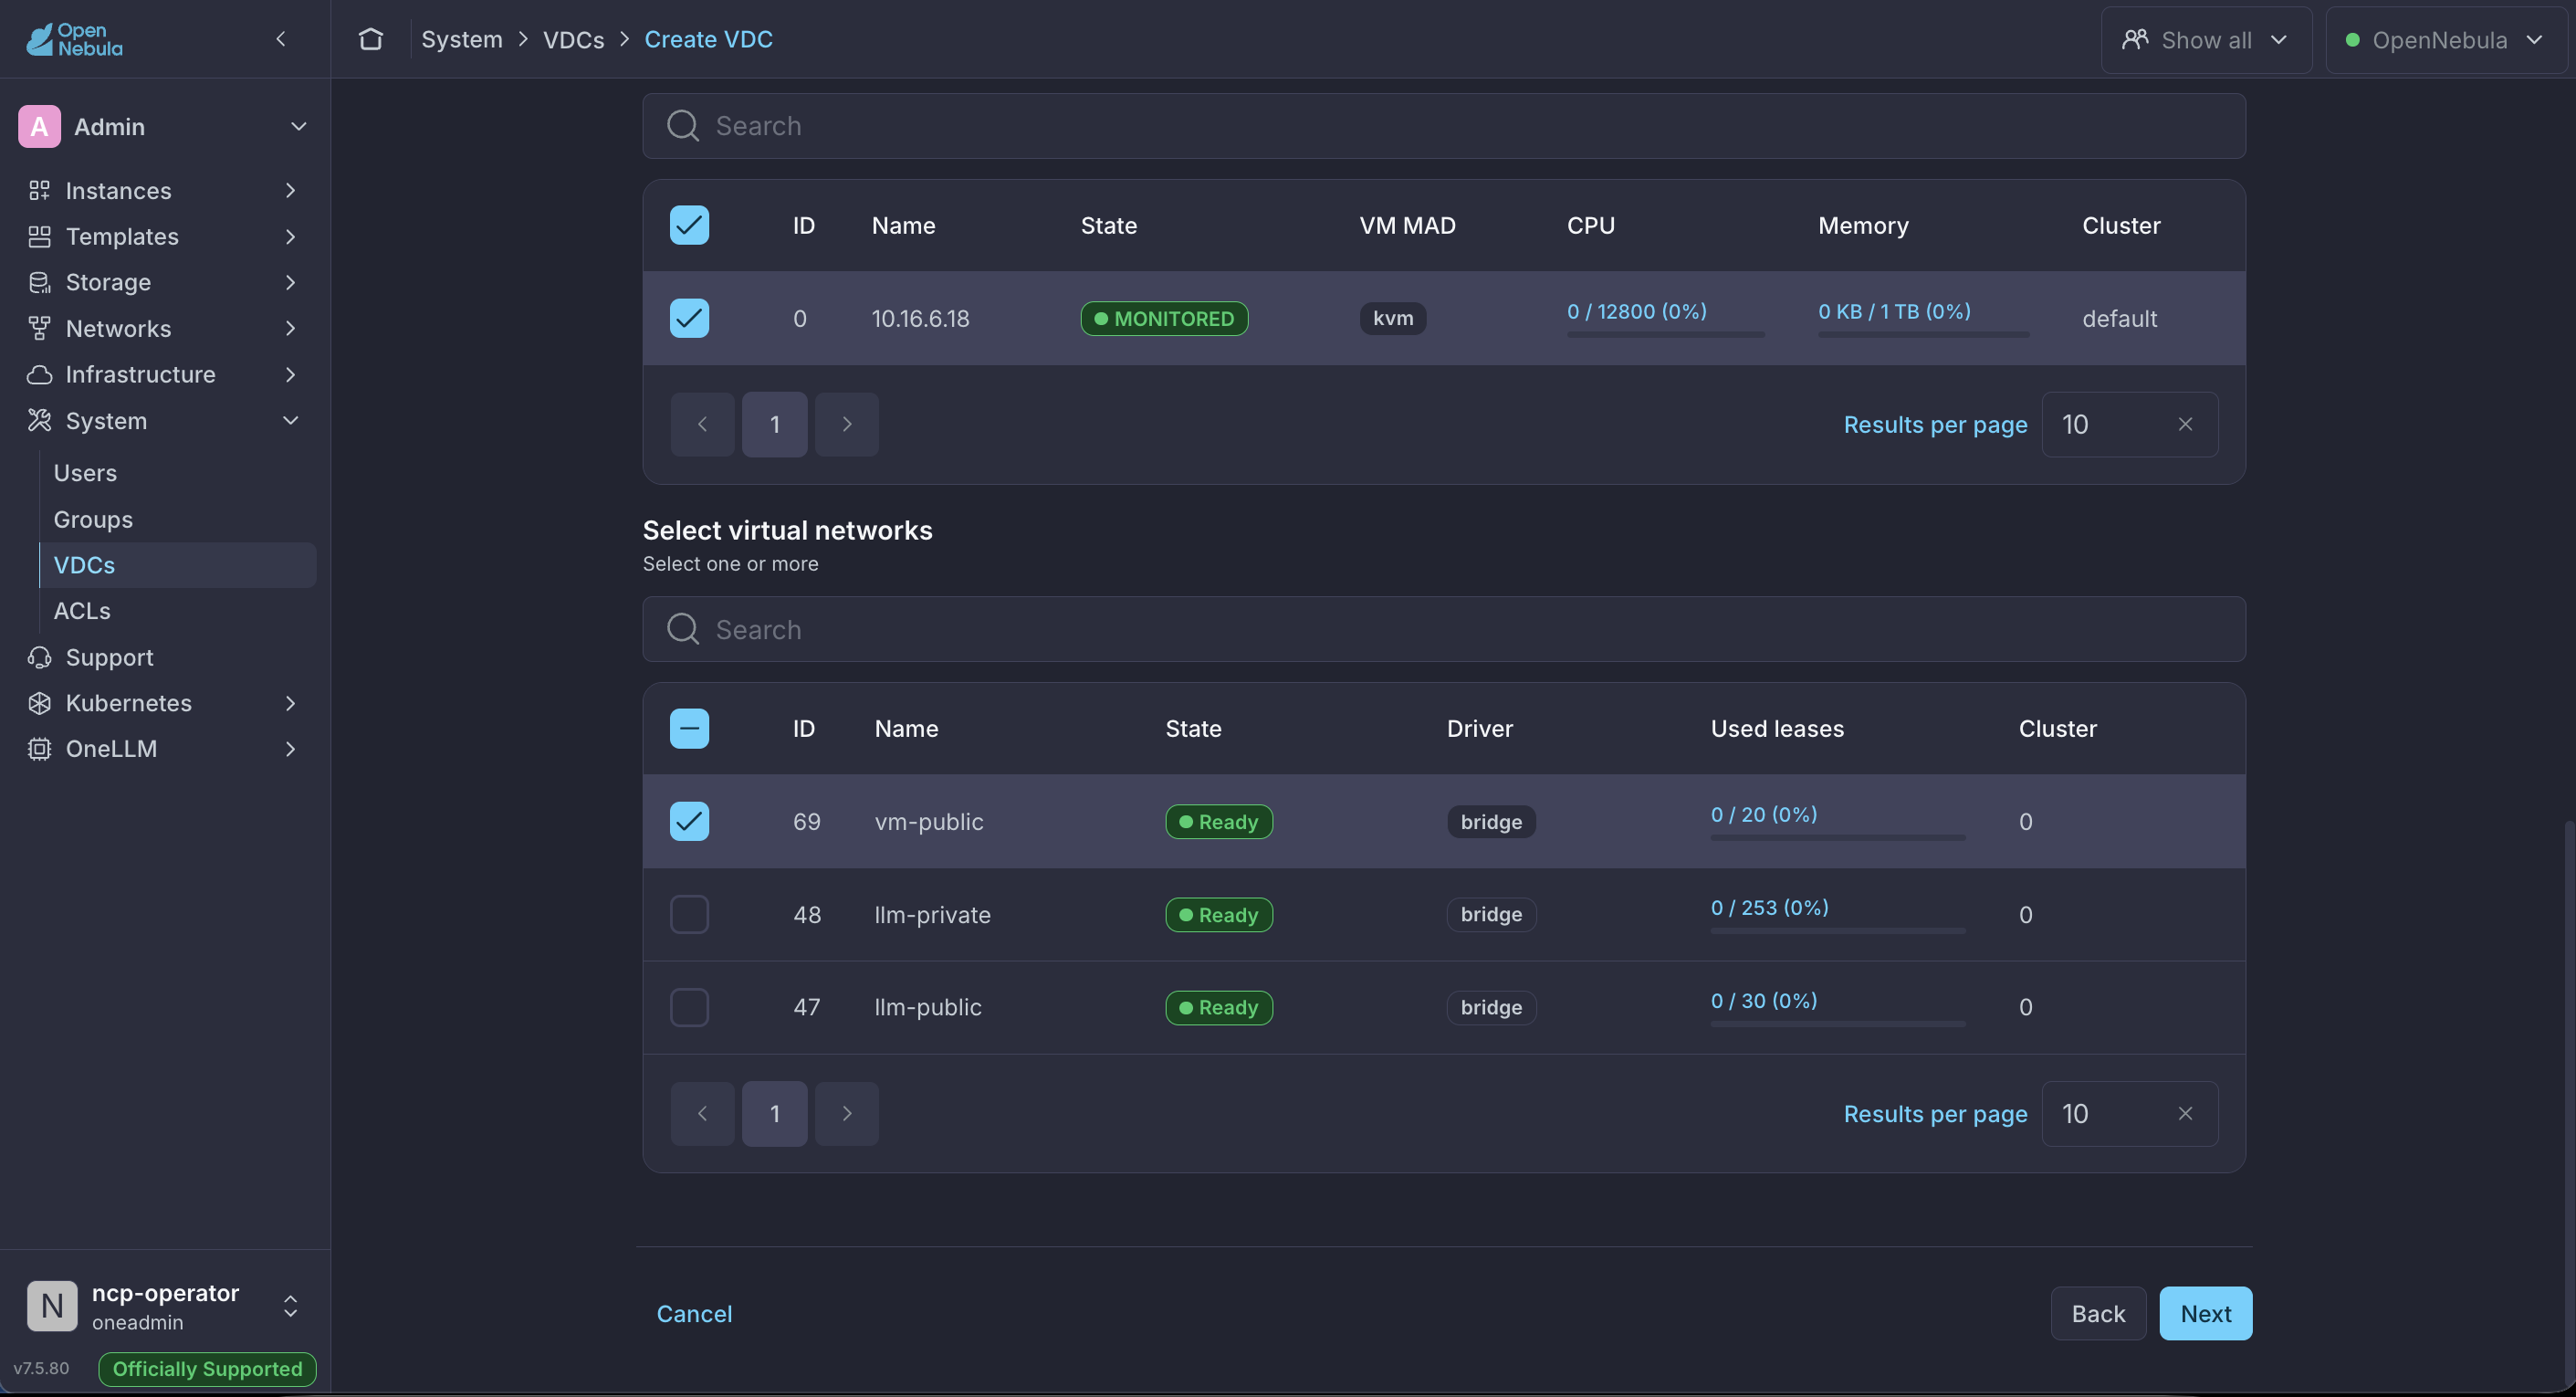 Open
Nebula
System > VDCs > Create VDC
Show all
OpenNebula
A Admin
Instances
Templates
Storage
Networks
Infrastructure
System
Users
Groups
VDCs
ACLs
Support
Kubernetes
OneLLM
N
ncp-operator
oneadmin
v7.5.80
Officially Supported
Search
ID Name State VM MAD CPU Memory Cluster
0 10.16.6.18 MONITORED kvm 0 / 12800 (0%) 0 KB / 1 TB (0%) default
1
Results per page 10
Select virtual networks
Select one or more
Search
ID Name State Driver Used leases Cluster
69 vm-public Ready bridge 0 / 20 (0%) 0
48 llm-private Ready bridge 0 / 253 (0%) 0
47 llm-public Ready bridge 0 / 30 (0%) 0
1
Results per page 10
Cancel
Back
Next